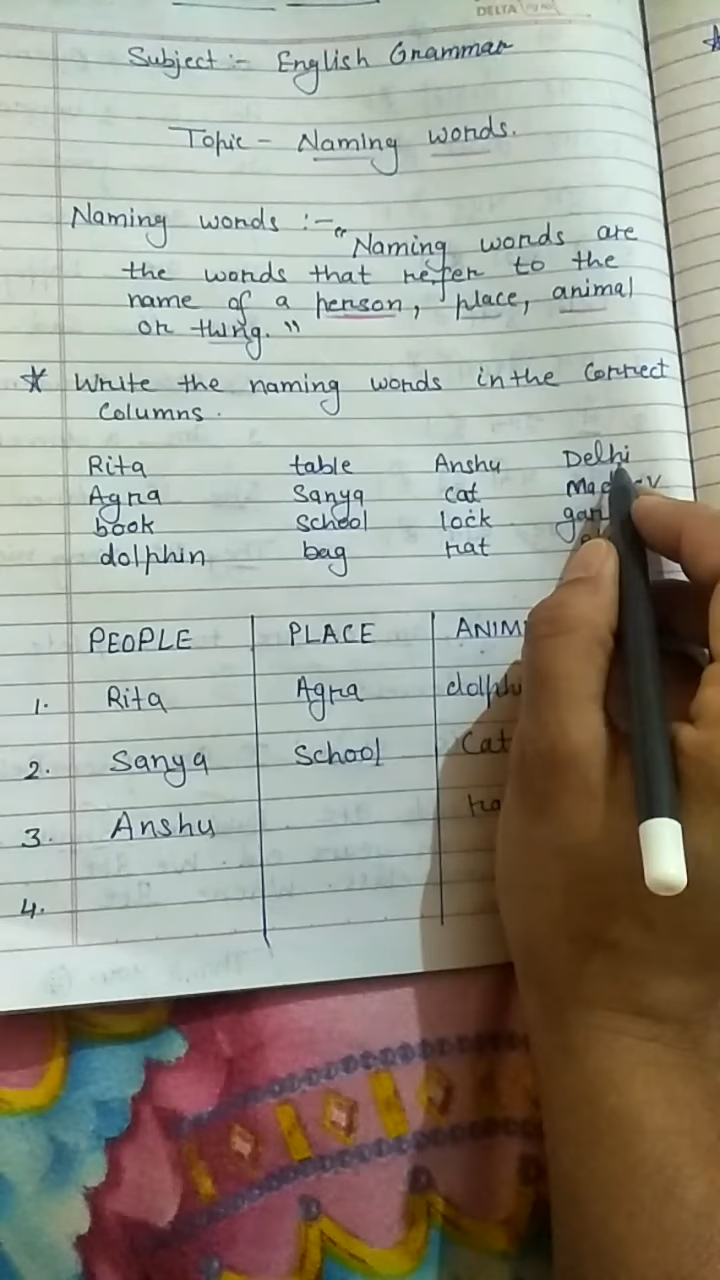 DELTA
Subject :- English Grammar
Topic - Naming words.
Naming words :- "Naming words are
the words that refer to the
name of a person, place, animal
or thing."
* Write the naming words in the correct
columns.
Rita table Anshu Delhi
Agra Sanya cat
book school lock
dolphin bag rat
PEOPLE PLACE
1. Rita Agra
2. Sanya School Cat
3. Anshu
4.